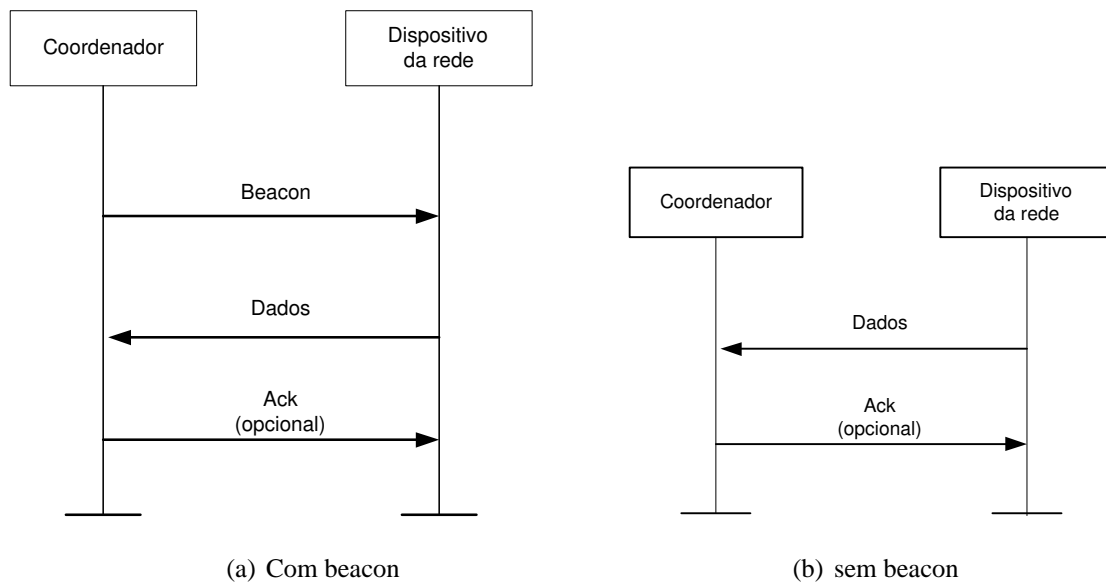 Coordenador
Dispositivo
da rede
Beacon
Dados
Ack
(opcional)
(a) Com beacon
Coordenador
Dispositivo
da rede
Dados
Ack
(opcional)
(b) sem beacon